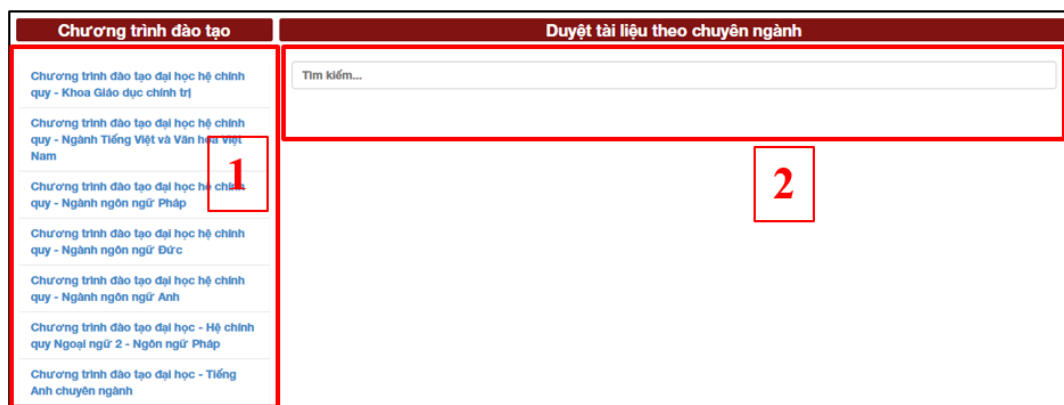 Chương trình đào tạo
Duyệt tài liệu theo chuyên ngành
Chương trình đào tạo đại học hệ chính
quy - Khoa Giáo dục chính trị
Chương trình đào tạo đại học hệ chính
quy - Ngành Tiếng Việt và Văn hóa Việt
Nam
Chương trình đào tạo đại học hệ chính
quy - Ngành ngôn ngữ Pháp
Chương trình đào tạo đại học hệ chính
quy - Ngành ngôn ngữ Đức
Chương trình đào tạo đại học hệ chính
quy - Ngành ngôn ngữ Anh
Chương trình đào tạo đại học - Hệ chính
quy Ngoại ngữ 2 - Ngôn ngữ Pháp
Chương trình đào tạo đại học - Tiếng
Anh chuyên ngành
1
Tìm kiếm...
2